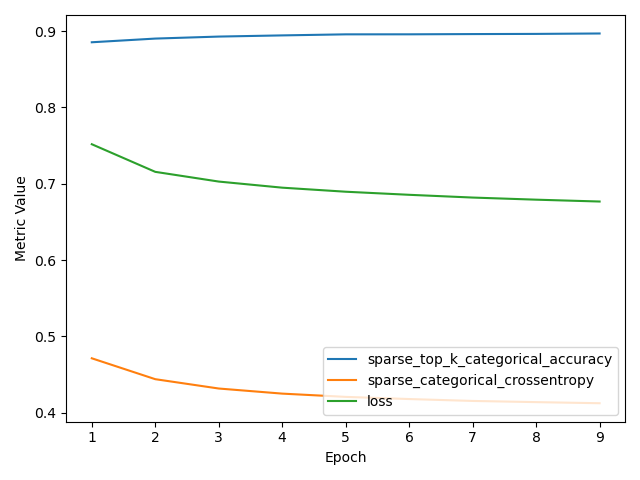 0.9
0.8
0.7
0.6
0.5
0.4
Metric Value
sparse_top_k_categorical_accuracy
sparse_categorical_crossentropy
loss
1 2 3 4 5 6 7 8 9
Epoch